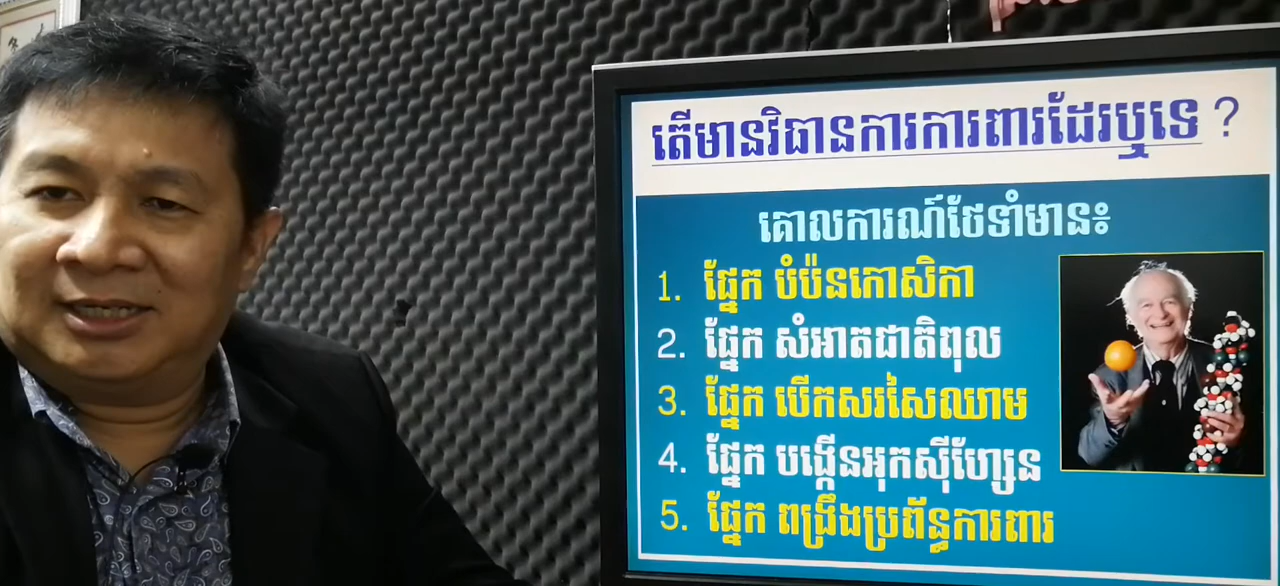 តើមានវិធានការការពារដែរឬទេ ?
គោលការណ៍ថែទាំមាន៖
1. ផ្នែក បំប៉នកោសិកា
2. ផ្នែក សំអាតជាតិពុល
3. ផ្នែក បើកសរសៃឈាម
4. ផ្នែក បង្កើនអុកស៊ីហ្សែន
5. ផ្នែក ពង្រឹងប្រព័ន្ធការពារ